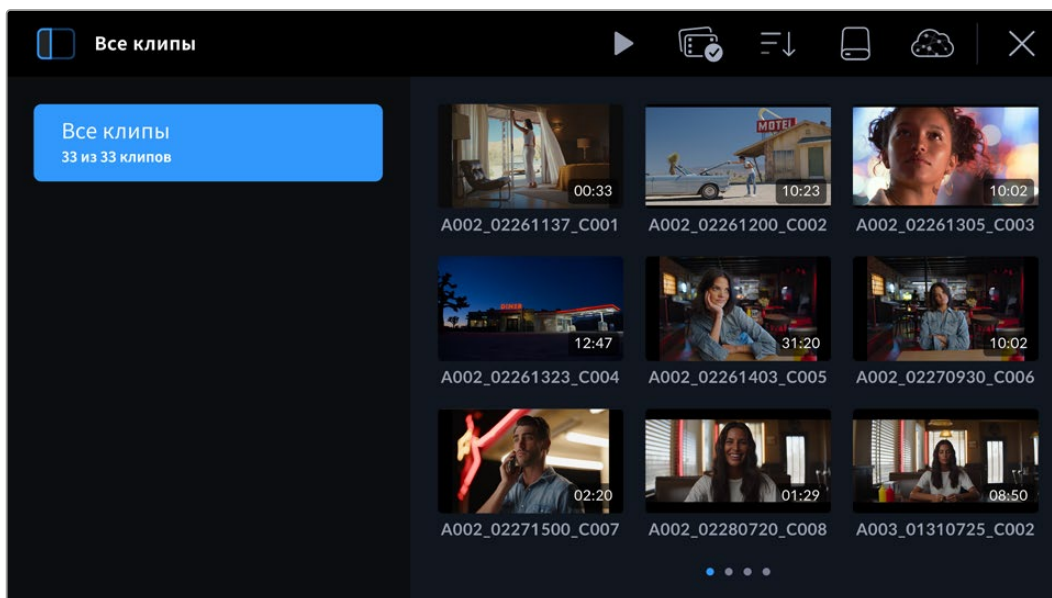 Все клипы
Все клипы
33 из 33 клипов
00:33
MOTEL
10:23
10:02
A002_02261137_C001
A002_02261200_C002
A002_02261305_C003
DINER
12:47
31:20
10:02
A002_02261323_C004
A002_02261403_C005
A002_02270930_C006
02:20
01:29
08:50
A002_02271500_C007
A002_02280720_C008
A003_01310725_C002